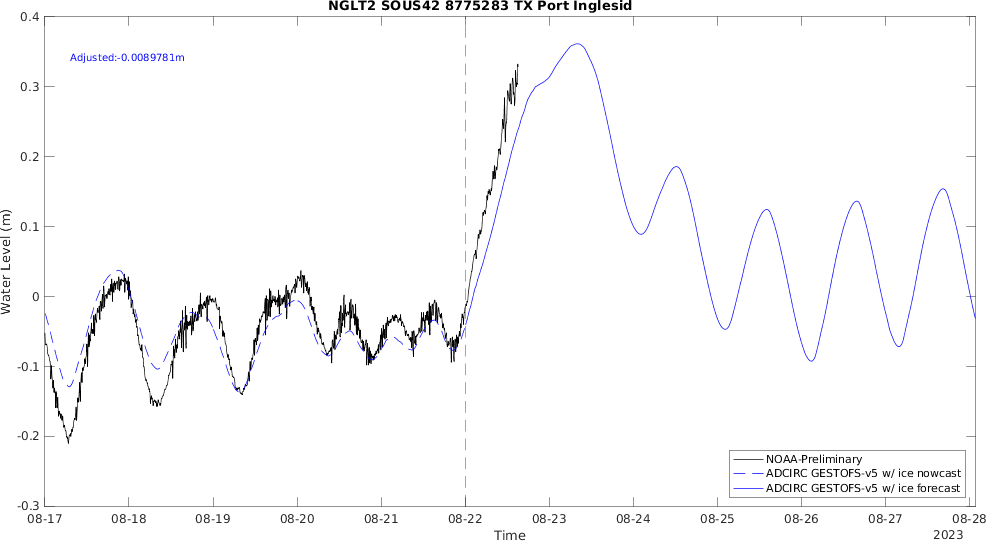 NGLT2 SOUS42 8775283 TX Port Inglesid
Adjusted:-0.0089781m
Water Level (m)
0.4
0.3
0.2
0.1
0
-0.1
-0.2
-0.3
NOAA-Preliminary
ADCIRC GESTOFS-v5 w/ ice nowcast
ADCIRC GESTOFS-v5 w/ ice forecast
08-17 08-18 08-19 08-20 08-21 08-22 08-23 08-24 08-25 08-26 08-27 08-28
Time
2023